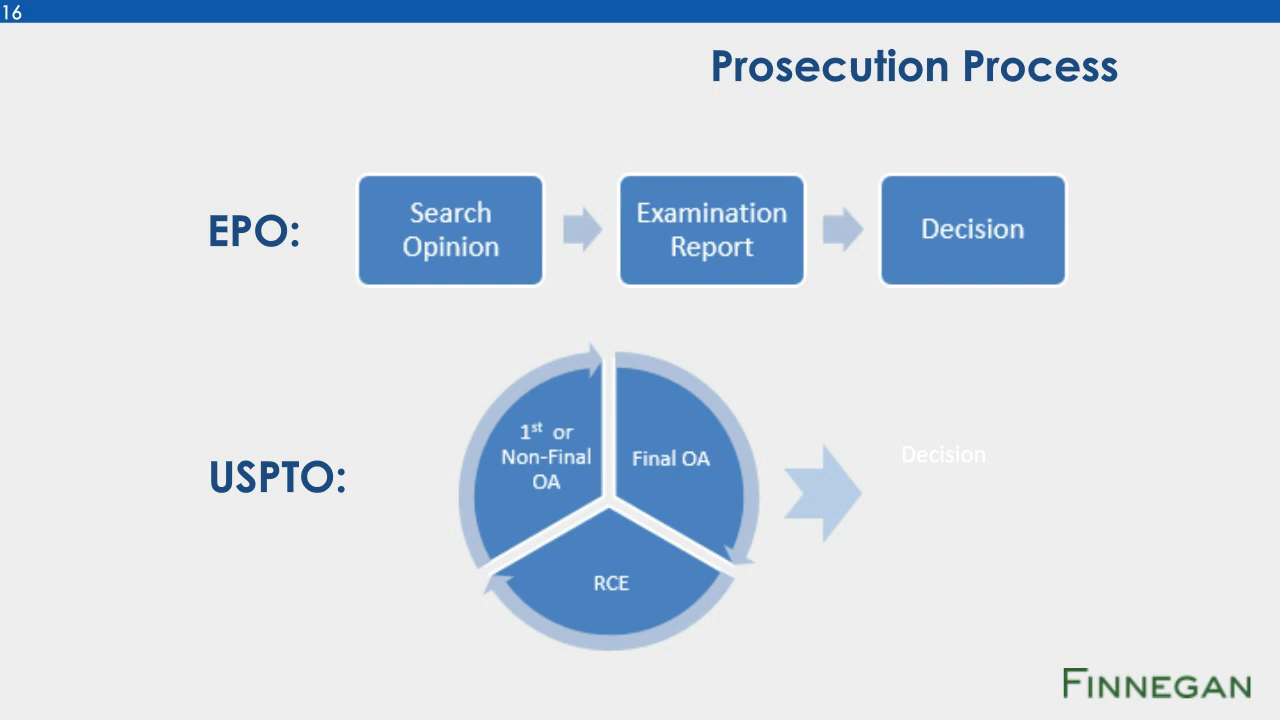 16
Prosecution Process
EPO:
Search
Opinion
Examination
Report
Decision
USPTO:
1st or
Non-Final
OA
Final OA
RCE
Decision
FINNEGAN